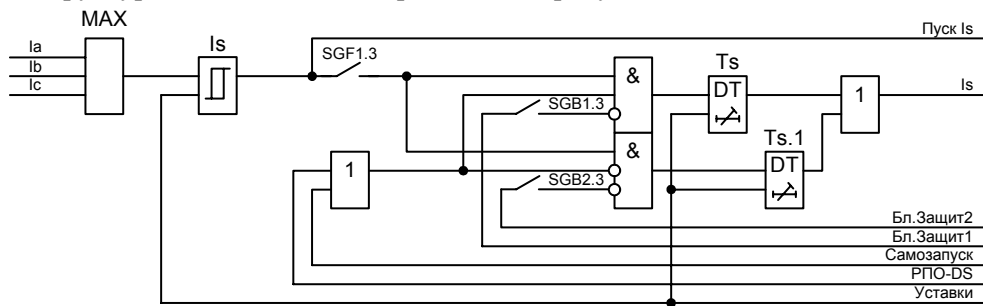 MAX
Ia
Ib
Ic
Is
SGF1.3
Пуск Is
&
SGB1.3
Ts
DT
1
Is
&
SGB2.3
Ts.1
DT
1
Бл.Защит2
Бл.Защит1
Самозапуск
РПО-DS
Уставки